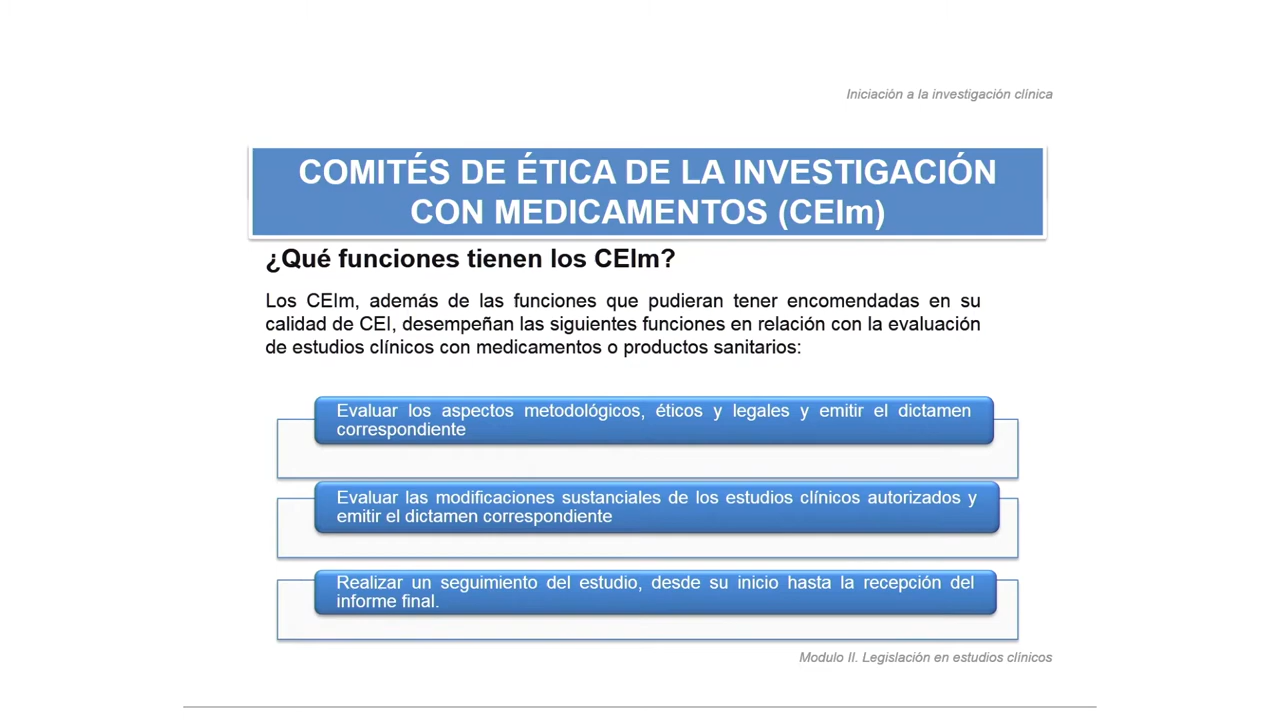 Iniciación a la investigación clínica
COMITÉS DE ÉTICA DE LA INVESTIGACIÓN
CON MEDICAMENTOS (CEIm)
¿Qué funciones tienen los CEIm?
Los CEIm, además de las funciones que pudieran tener encomendadas en su
calidad de CEI, desempeñan las siguientes funciones en relación con la evaluación
de estudios clínicos con medicamentos o productos sanitarios:
Evaluar los aspectos metodológicos, éticos y legales y emitir el dictamen
correspondiente
Evaluar las modificaciones sustanciales de los estudios clínicos autorizados y
emitir el dictamen correspondiente
Realizar un seguimiento del estudio, desde su inicio hasta la recepción del
informe final.
Modulo II. Legislación en estudios clínicos